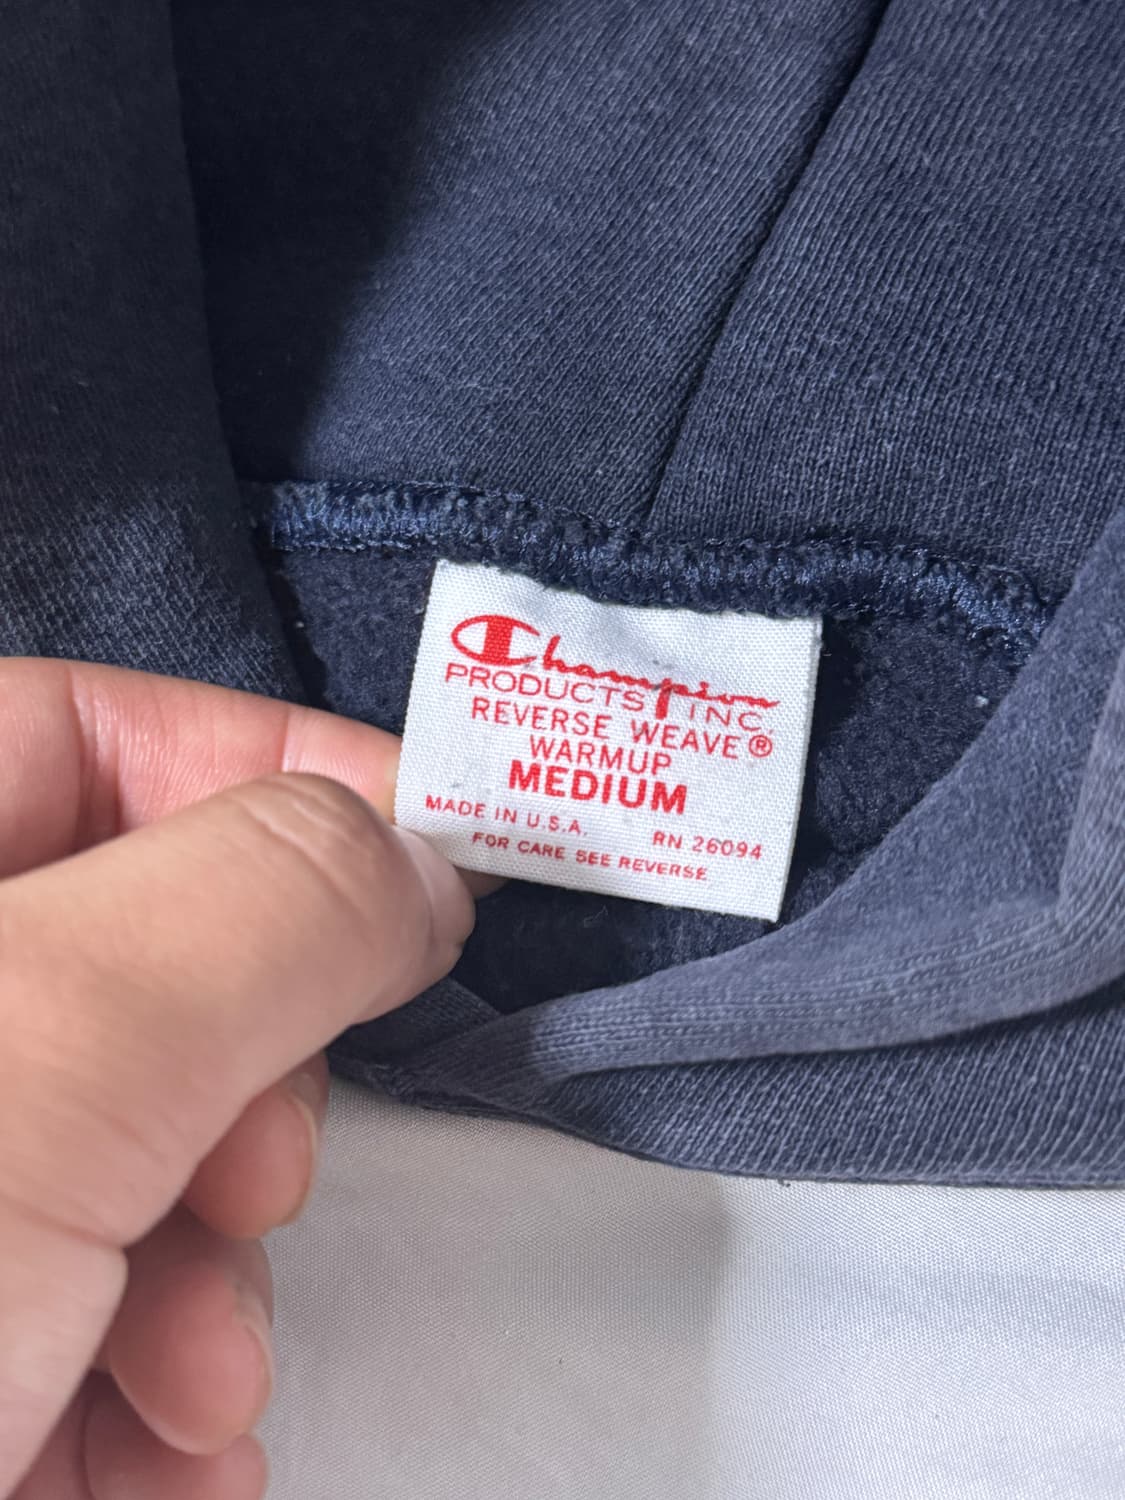 Champion
PRODUCTS INC.
REVERSE WEAVE®
WARMUP
MEDIUM
MADE IN U.S.A. RN 26094
FOR CARE SEE REVERSE